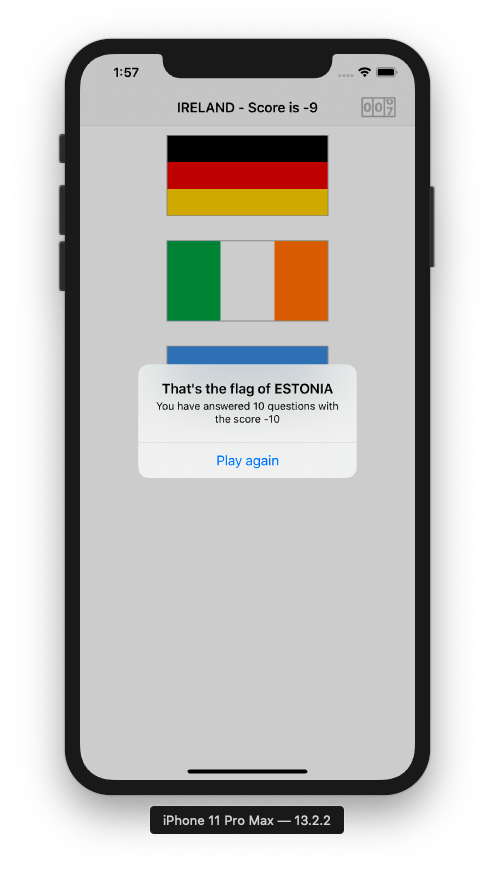 1:57
IRELAND - Score is -9
007
That's the flag of ESTONIA
You have answered 10 questions with
the score -10
Play again
iPhone 11 Pro Max — 13.2.2